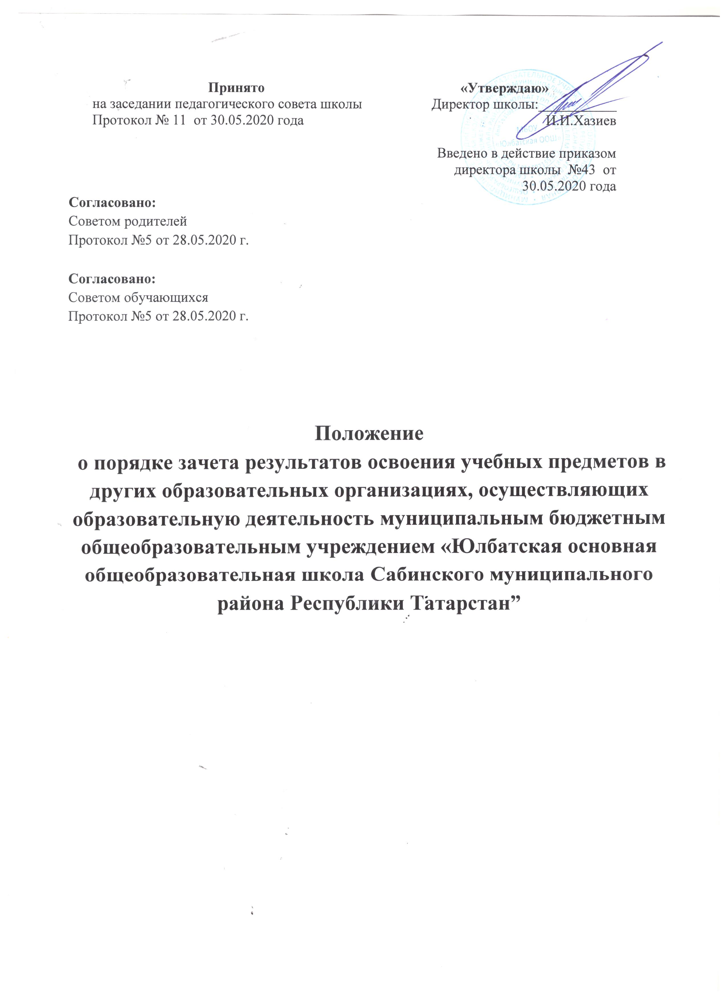 Принято
на заседании педагогического совета школы
Протокол № 11 от 30.05.2020 года
«Утверждаю»
Директор школы:___________
И.И.Хазиев
Введено в действие приказом
директора школы №43 от
30.05.2020 года
МБОУ
«Юлбатская ООШ»
Согласовано:
Советом родителей
Протокол №5 от 28.05.2020 г.
Согласовано:
Советом обучающихся
Протокол №5 от 28.05.2020 г.
Положение
о порядке зачета результатов освоения учебных предметов в
других образовательных организациях, осуществляющих
образовательную деятельность муниципальным бюджетным
общеобразовательным учреждением «Юлбатская основная
общеобразовательная школа Сабинского муниципального
района Республики Татарстан”